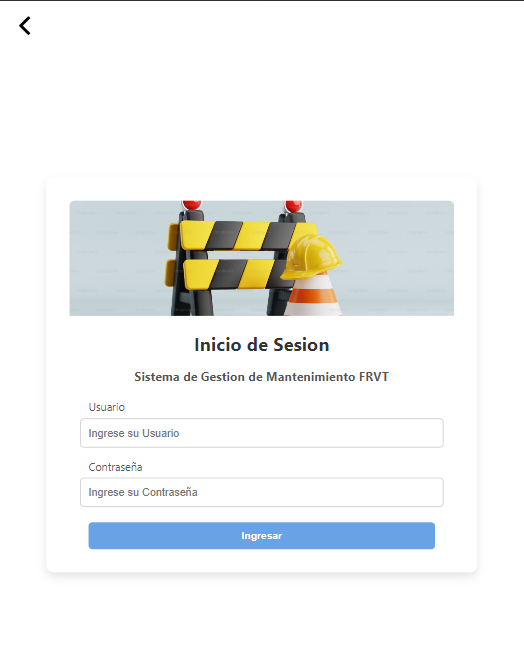 Inicio de Sesion
Sistema de Gestion de Mantenimiento FRVT
Usuario
Ingrese su Usuario
Contraseña
Ingrese su Contraseña
Ingresar